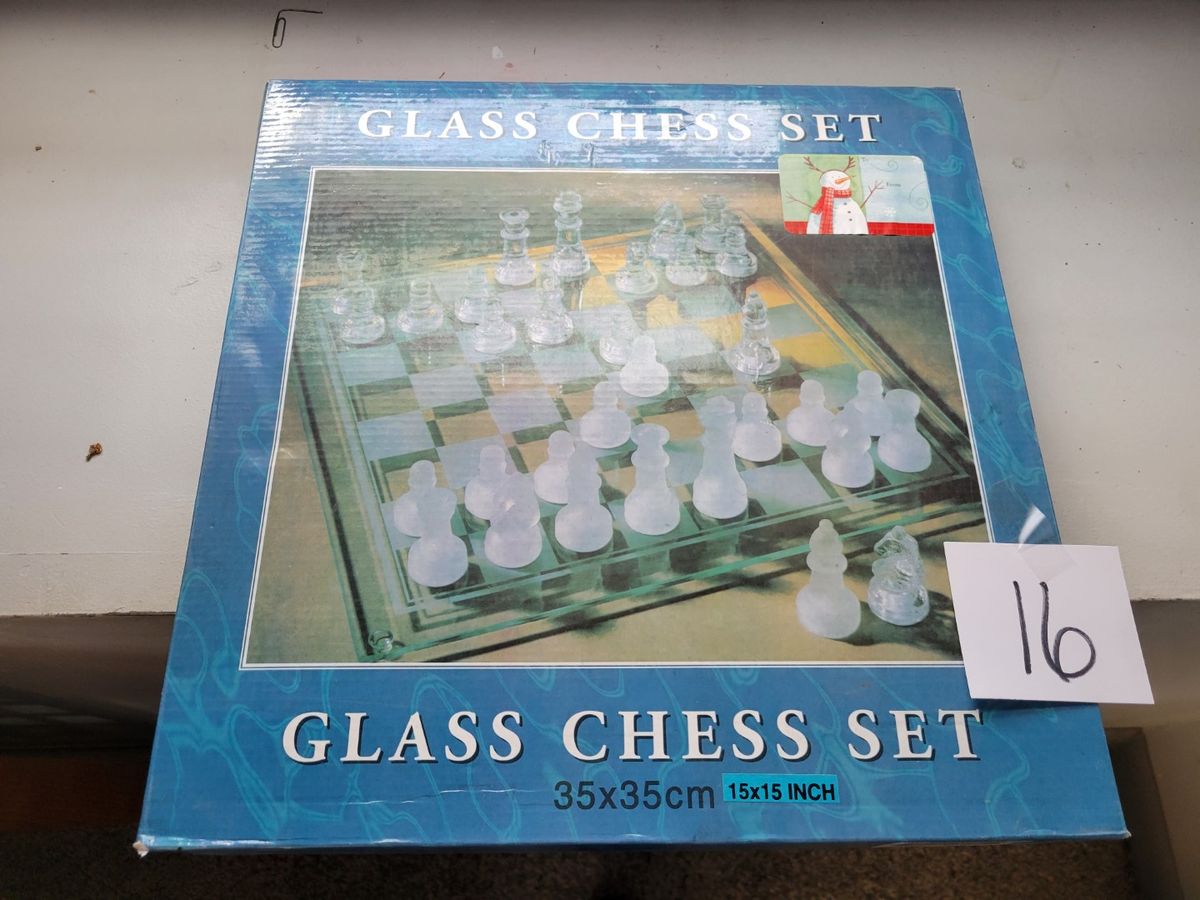 GLASS CHESS SET
GLASS CHESS SET
35x35cm 15x15 INCH
16